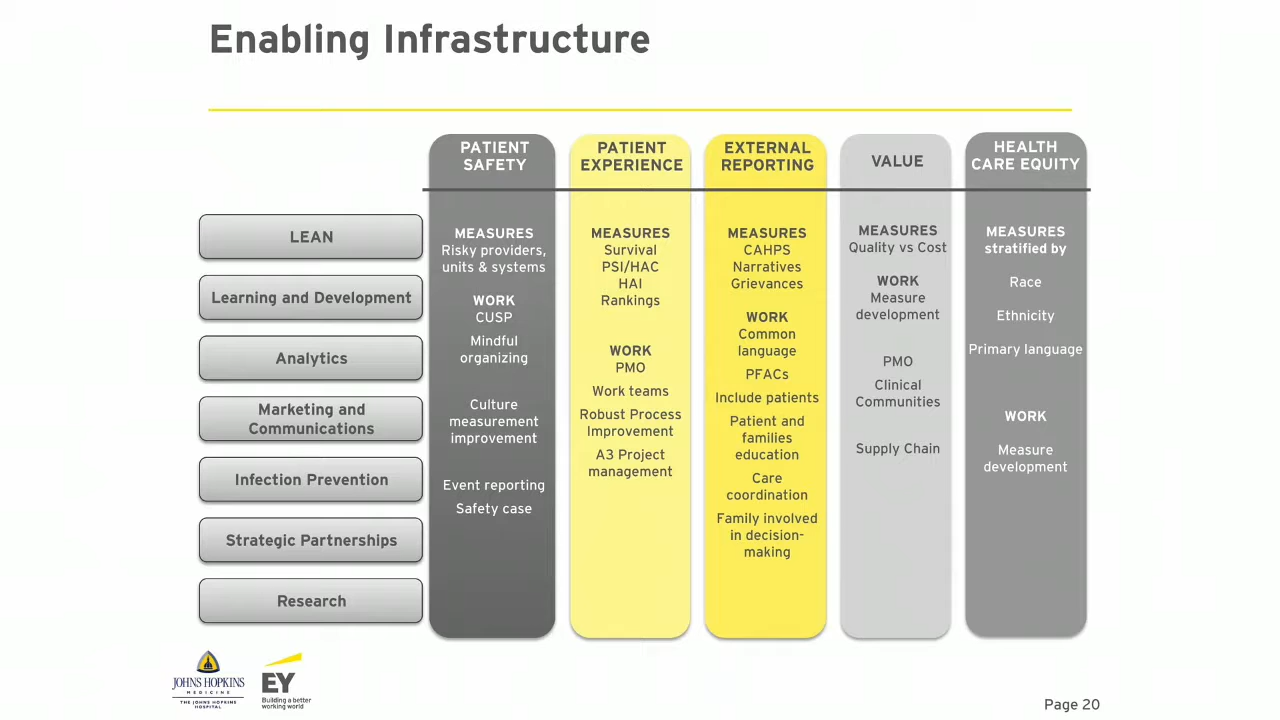 Enabling Infrastructure
PATIENT
SAFETY
PATIENT
EXPERIENCE
EXTERNAL
REPORTING
VALUE
HEALTH
CARE EQUITY
LEAN
Learning and Development
Analytics
Marketing and
Communications
Infection Prevention
Strategic Partnerships
Research
MEASURES
Risky providers,
units & systems
WORK
CUSP
Mindful
organizing
Culture
measurement
improvement
Event reporting
Safety case
MEASURES
Survival
PSI/HAC
HAI
Rankings
WORK
PMO
Work teams
Robust Process
Improvement
A3 Project
management
MEASURES
CAHPS
Narratives
Grievances
WORK
Common
language
PFACs
Include patients
Patient and
families
education
Care
coordination
Family involved
in decision-
making
MEASURES
Quality vs Cost
WORK
Measure
development
PMO
Clinical
Communities
Supply Chain
MEASURES
stratified by
Race
Ethnicity
Primary language
WORK
Measure
development
JOHNS HOPKINS
MEDICINE
THE JOHNS HOPKINS
HOSPITAL
EY
Building a better
working world
Page 20